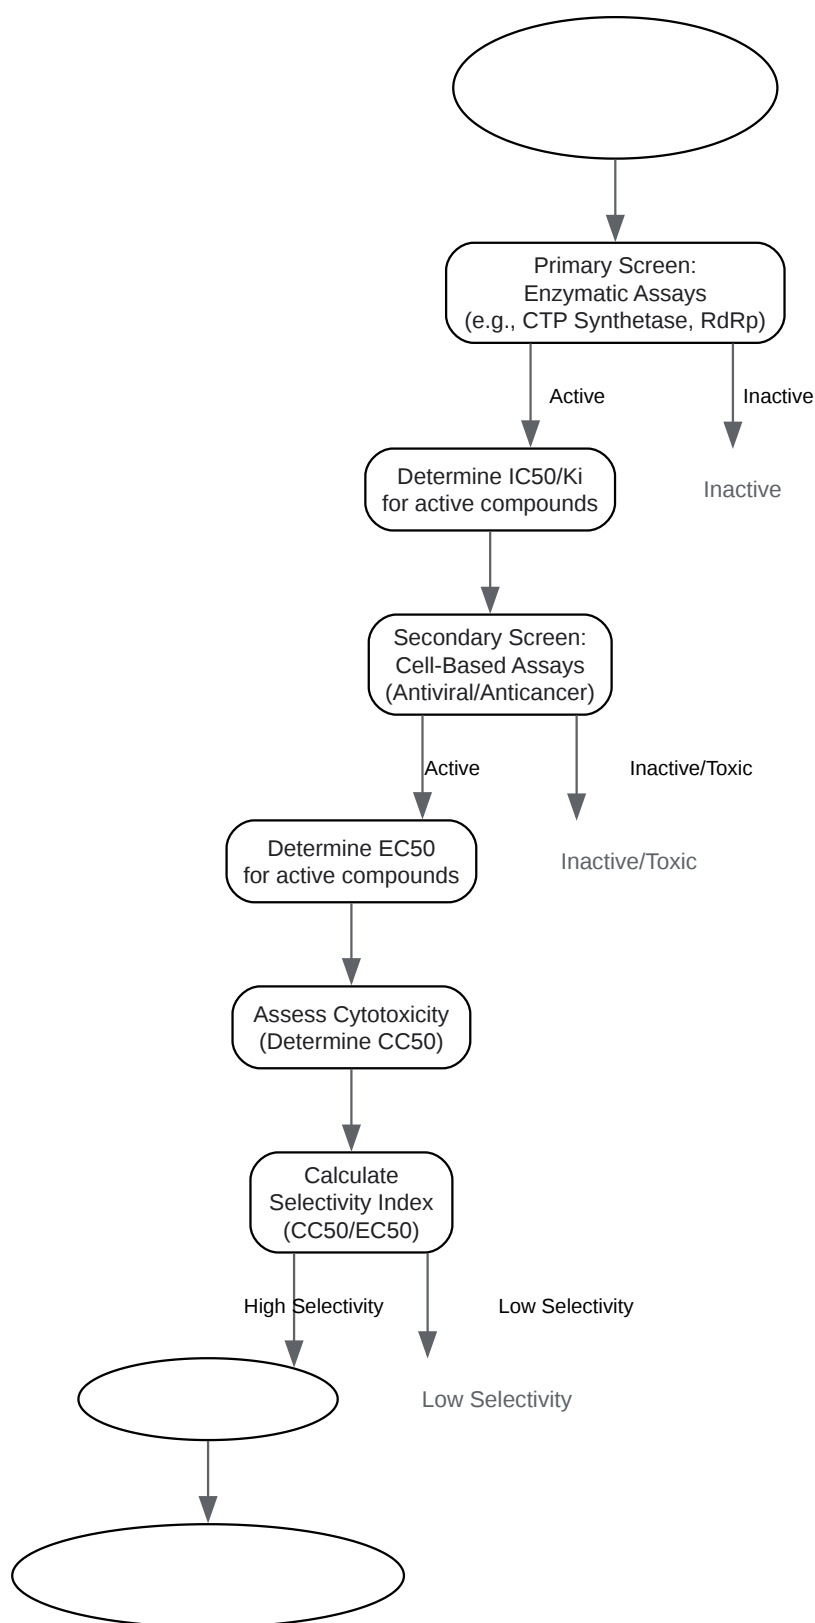 Primary Screen:
Enzymatic Assays
(e.g., CTP Synthetase, RdRp)
Active
Inactive
Determine IC50/Ki
for active compounds
Inactive
Secondary Screen:
Cell-Based Assays
(Antiviral/Anticancer)
Active
Inactive/Toxic
Determine EC50
for active compounds
Inactive/Toxic
Assess Cytotoxicity
(Determine CC50)
Calculate
Selectivity Index
(CC50/EC50)
High Selectivity
Low Selectivity
Low Selectivity